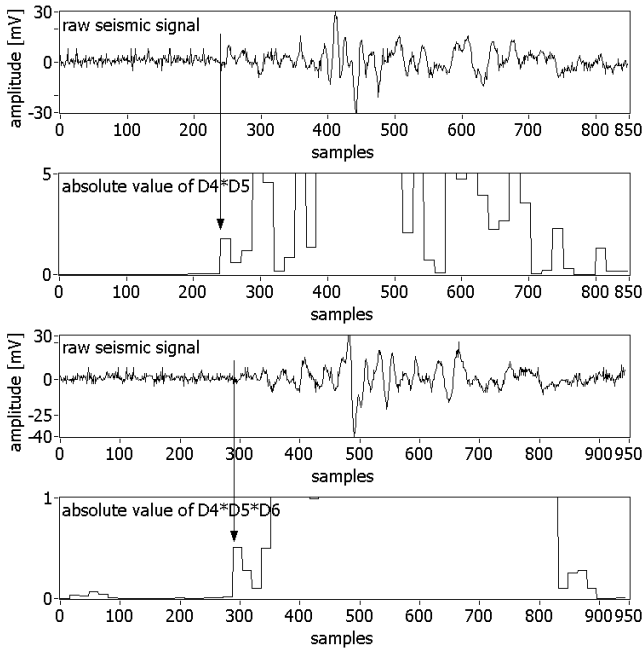 30
raw seismic signal
0
-30
amplitude [mV]
0 100 200 300 400 500 600 700 800 850
samples
5
absolute value of D4*D5
0
0 100 200 300 400 500 600 700 800 850
samples
30
raw seismic signal
0
-25
-40
amplitude [mV]
0 100 200 300 400 500 600 700 800 900 950
samples
1
absolute value of D4*D5*D6
0
0 100 200 300 400 500 600 700 800 900 950
samples